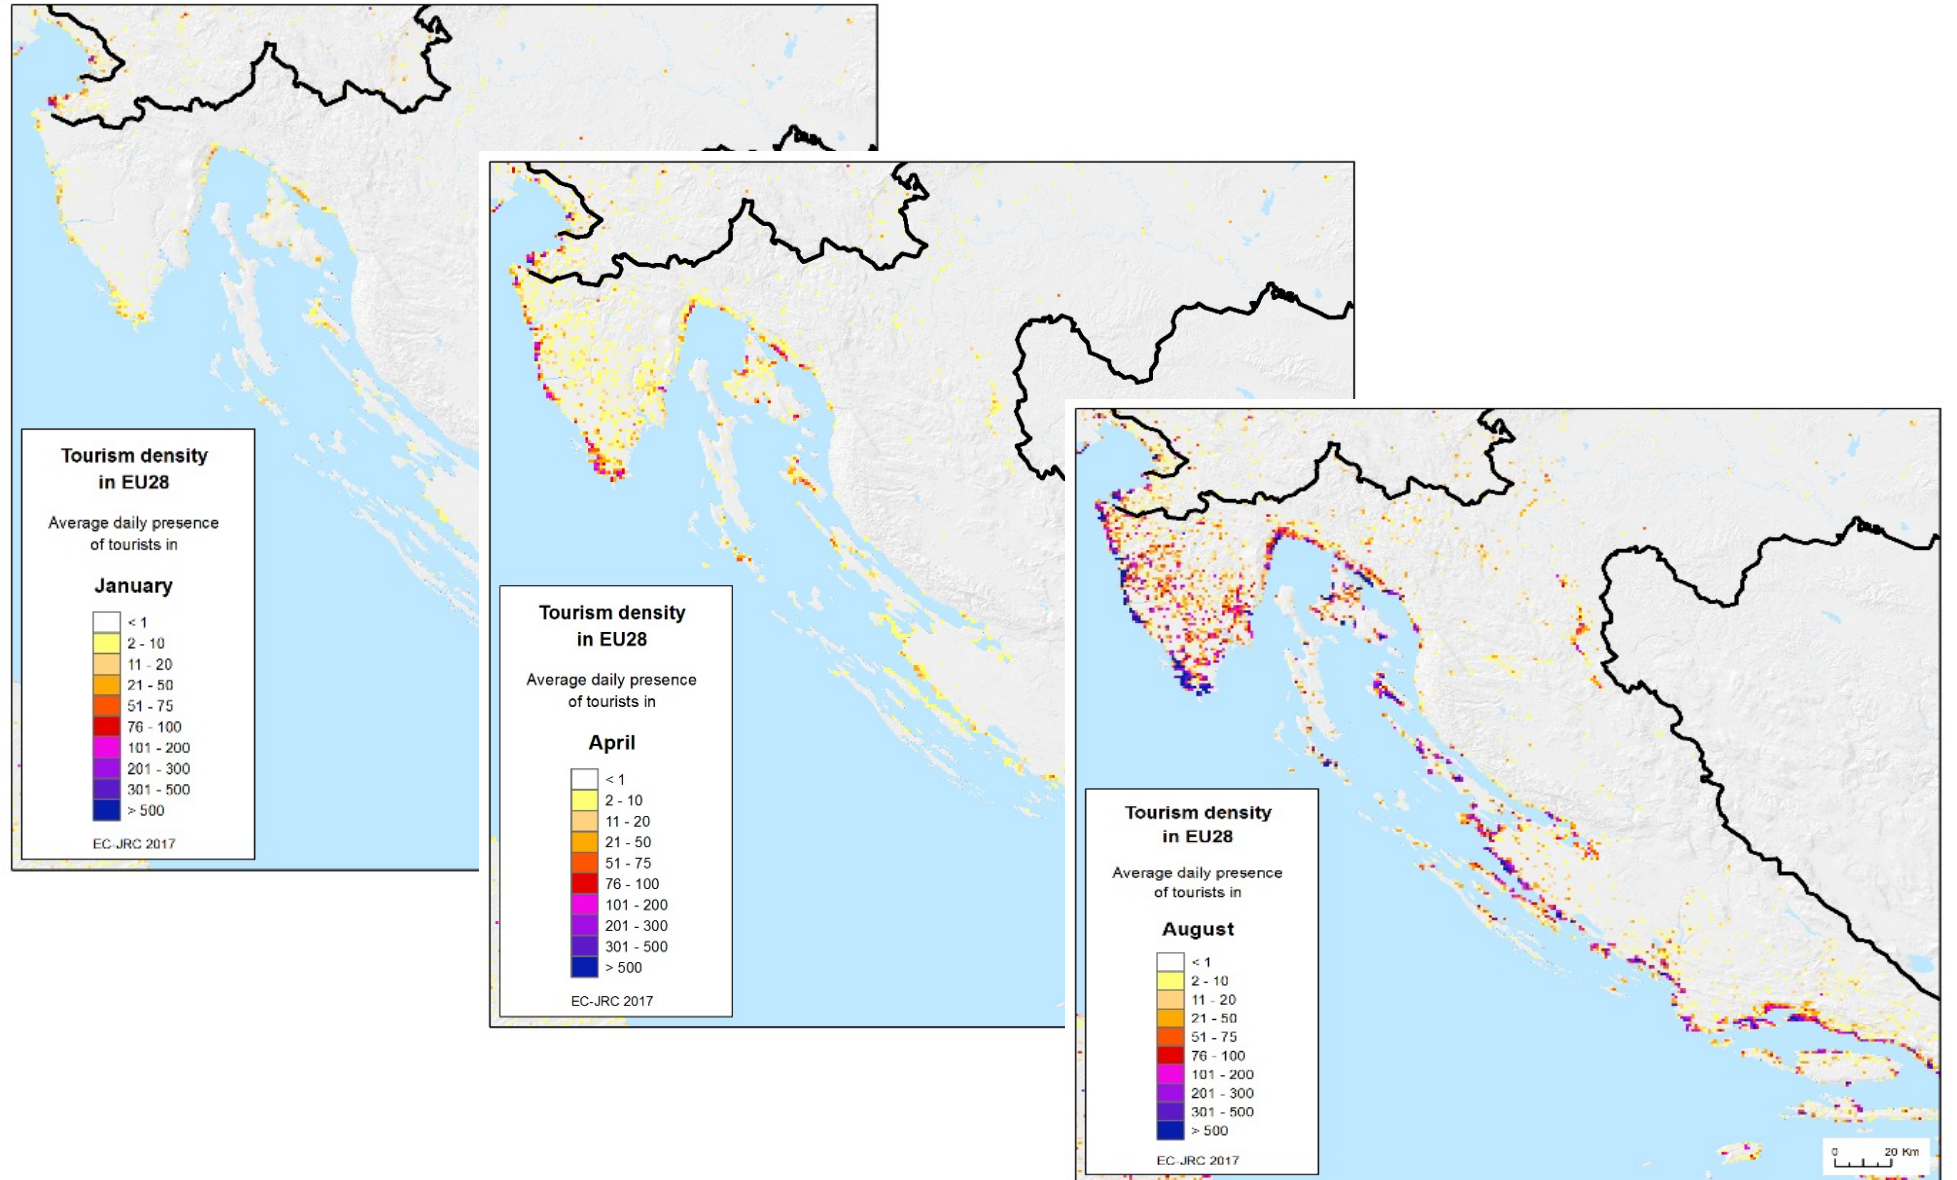 Tourism density
in EU28
Average daily presence
of tourists in
January
< 1
2 - 10
11 - 20
21 - 50
51 - 75
76 - 100
101 - 200
201 - 300
301 - 500
> 500
EC-JRC 2017
Tourism density
in EU28
Average daily presence
of tourists in
April
< 1
2 - 10
11 - 20
21 - 50
51 - 75
76 - 100
101 - 200
201 - 300
301 - 500
> 500
EC-JRC 2017
Tourism density
in EU28
Average daily presence
of tourists in
August
< 1
2 - 10
11 - 20
21 - 50
51 - 75
76 - 100
101 - 200
201 - 300
301 - 500
> 500
EC-JRC 2017
0 20 Km